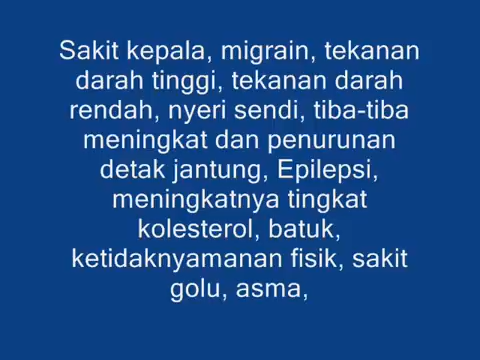 Sakit kepala, migrain, tekanan
darah tinggi, tekanan darah
rendah, nyeri sendi, tiba-tiba
meningkat dan penurunan
detak jantung, Epilepsi,
meningkatnya tingkat
kolesterol, batuk,
ketidaknyamanan fisik, sakit
golu, asma,